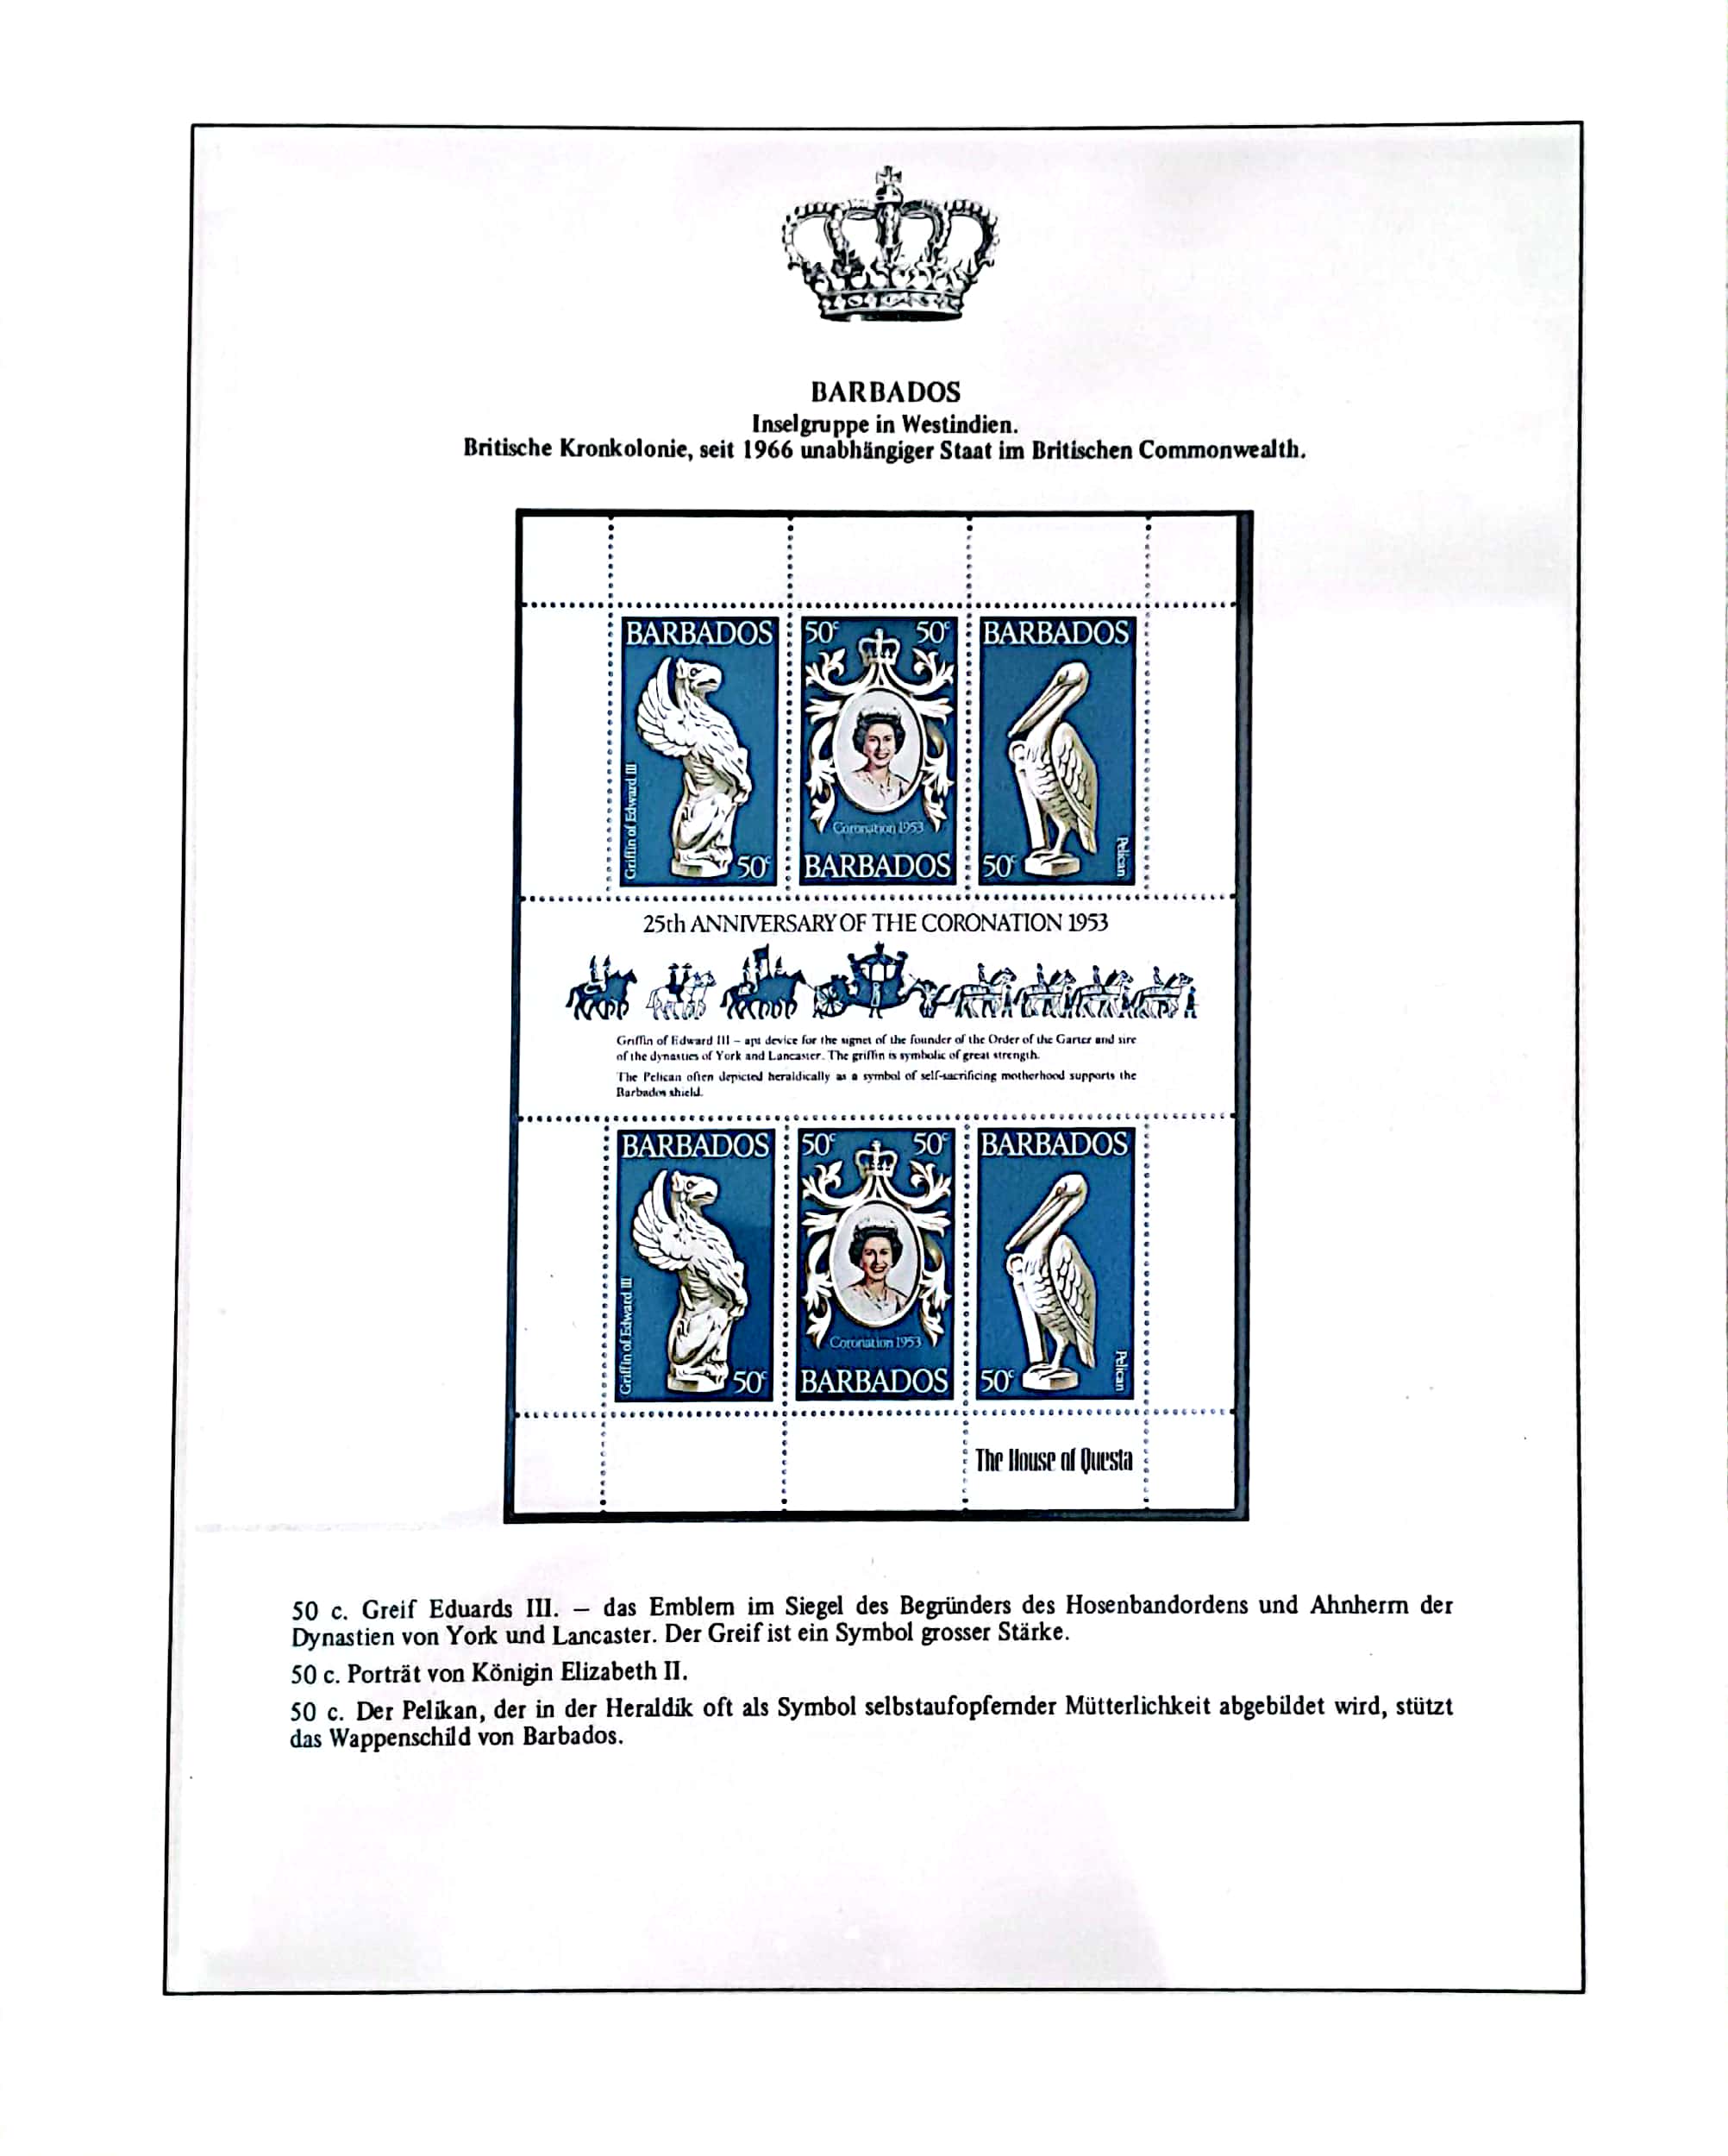 BARBADOS
Inselgruppe in Westindien.
Britische Kronkolonie, seit 1966 unabhängiger Staat im Britischen Commonwealth.
BARBADOS
Griffin of Edward III
50c
50c 50c
Coronation 1953
BARBADOS
BARBADOS
50c
Pelican
25th ANNIVERSARY OF THE CORONATION 1953
Griffin of Edward III – apt device for the signet of the founder of the Order of the Garter and sire
of the dynasties of York and Lancaster. The griffin is symbolic of great strength.
The Pelican often depicted heraldically as a symbol of self-sacrificing motherhood supports the
Barbados shield.
BARBADOS
Griffin of Edward III
50c
50c 50c
Coronation 1953
BARBADOS
BARBADOS
50c
Pelican
The House of Questa
50 c. Greif Eduards III. – das Emblem im Siegel des Begründers des Hosenbandordens und Ahnherrn der
Dynastien von York und Lancaster. Der Greif ist ein Symbol grosser Stärke.
50 c. Porträt von Königin Elizabeth II.
50 c. Der Pelikan, der in der Heraldik oft als Symbol selbstaufopfernder Mütterlichkeit abgebildet wird, stützt
das Wappenschild von Barbados.